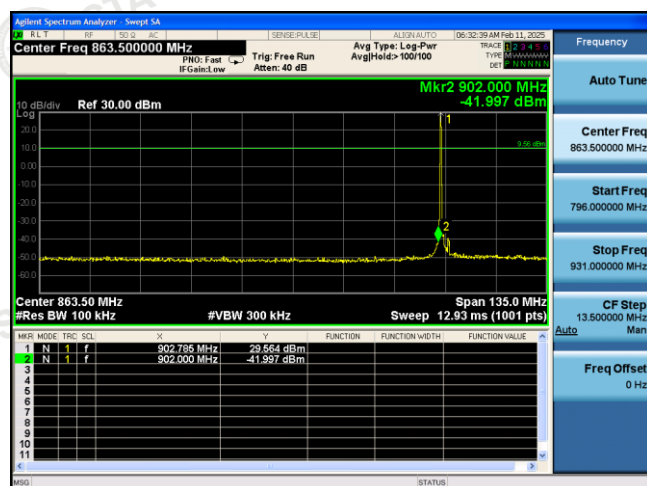 Agilent Spectrum Analyzer - Swept SA
RL T RF 50 Ω AC SENSE:PULSE ALIGN AUTO 06:32:39 AM Feb 11, 2025
Center Freq 863.500000 MHz
PNO: Fast
IFGain:Low
Trig: Free Run
Atten: 40 dB
Avg Type: Log-Pwr
Avg|Hold:>100/100
TRACE 1 2 3 4 5 6
TYPE
DET P N N N N N
Mkr2 902.000 MHz
-41.997 dBm
10 dB/div Ref 30.00 dBm
Log
20.0
10.0
0.00
-10.0
-20.0
-30.0
-40.0
-50.0
-60.0
1
9.56 dBm
2
Center 863.50 MHz Span 135.0 MHz
#Res BW 100 kHz #VBW 300 kHz Sweep 12.93 ms (1001 pts)
MKR MODE TRC SCL X Y FUNCTION FUNCTION WIDTH FUNCTION VALUE
1 N 1 f 902.795 MHz 29.564 dBm
2 N 1 f 902.000 MHz -41.997 dBm
3
4
5
6
7
8
9
10
11
MSG STATUS
Frequency
Auto Tune
Center Freq
863.500000 MHz
Start Freq
796.000000 MHz
Stop Freq
931.000000 MHz
CF Step
13.500000 MHz
Auto Man
Freq Offset
0 Hz